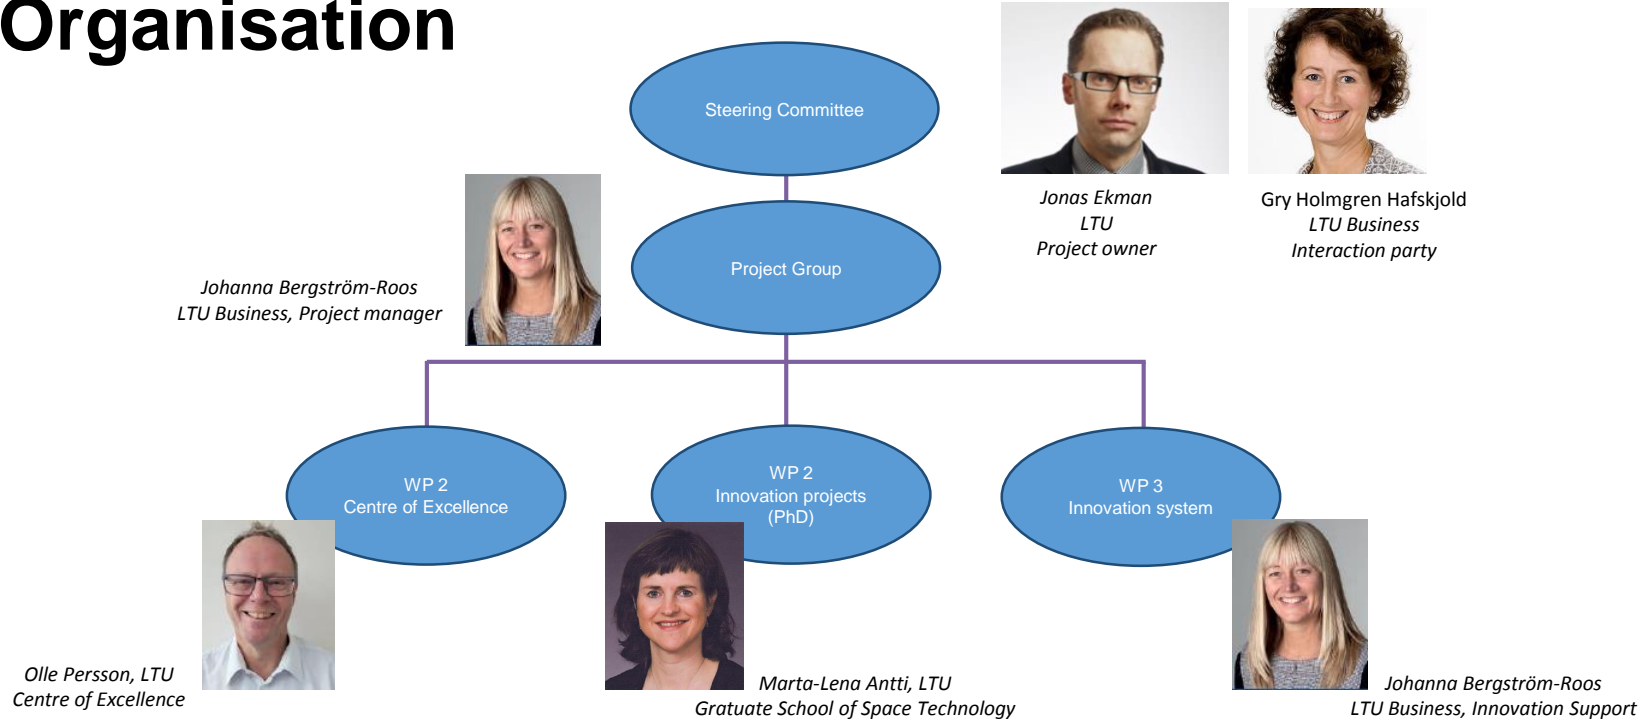 Organisation
Steering Committee
Jonas Ekman
LTU
Project owner
Gry Holmgren Hafskjold
LTU Business
Interaction party
Project Group
Johanna Bergström-Roos
LTU Business, Project manager
WP 2
Centre of Excellence
WP 2
Innovation projects
(PhD)
WP 3
Innovation system
Olle Persson, LTU
Centre of Excellence
Marta-Lena Antti, LTU
Gratuate School of Space Technology
Johanna Bergström-Roos
LTU Business, Innovation Support